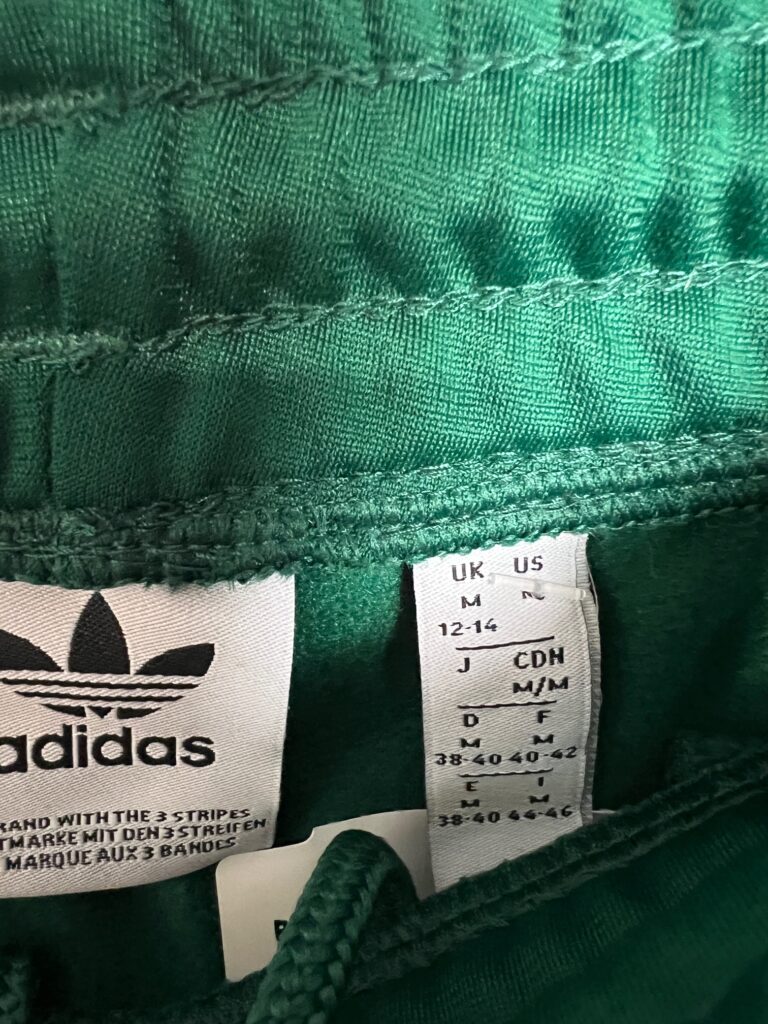 adidas
RAND WITH THE 3 STRIPES
TMARKE MIT DEN 3 STREIFEN
MARQUE AUX 3 BANDES
UK US
M
12-14
J CDH
M/M
D F
M M
38-40 40-42
E I
M M
38-40 44-46